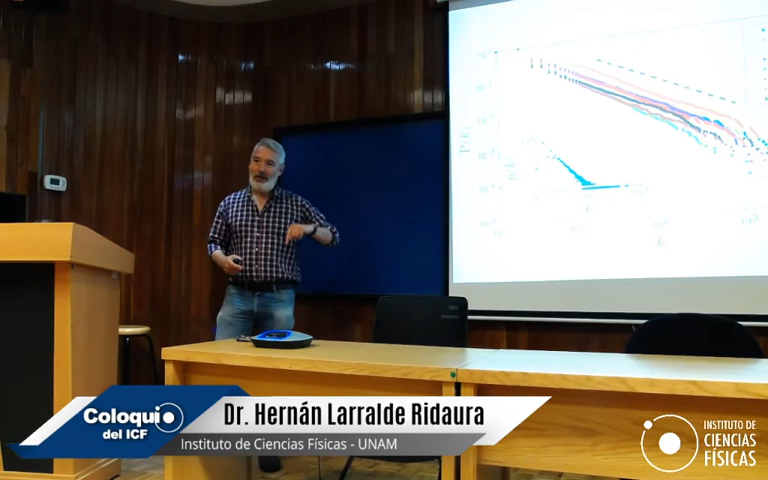 Coloquio
del ICF
Dr. Hernán Larralde Ridaura
Instituto de Ciencias Físicas - UNAM
INSTITUTO DE
CIENCIAS
FÍSICAS
k